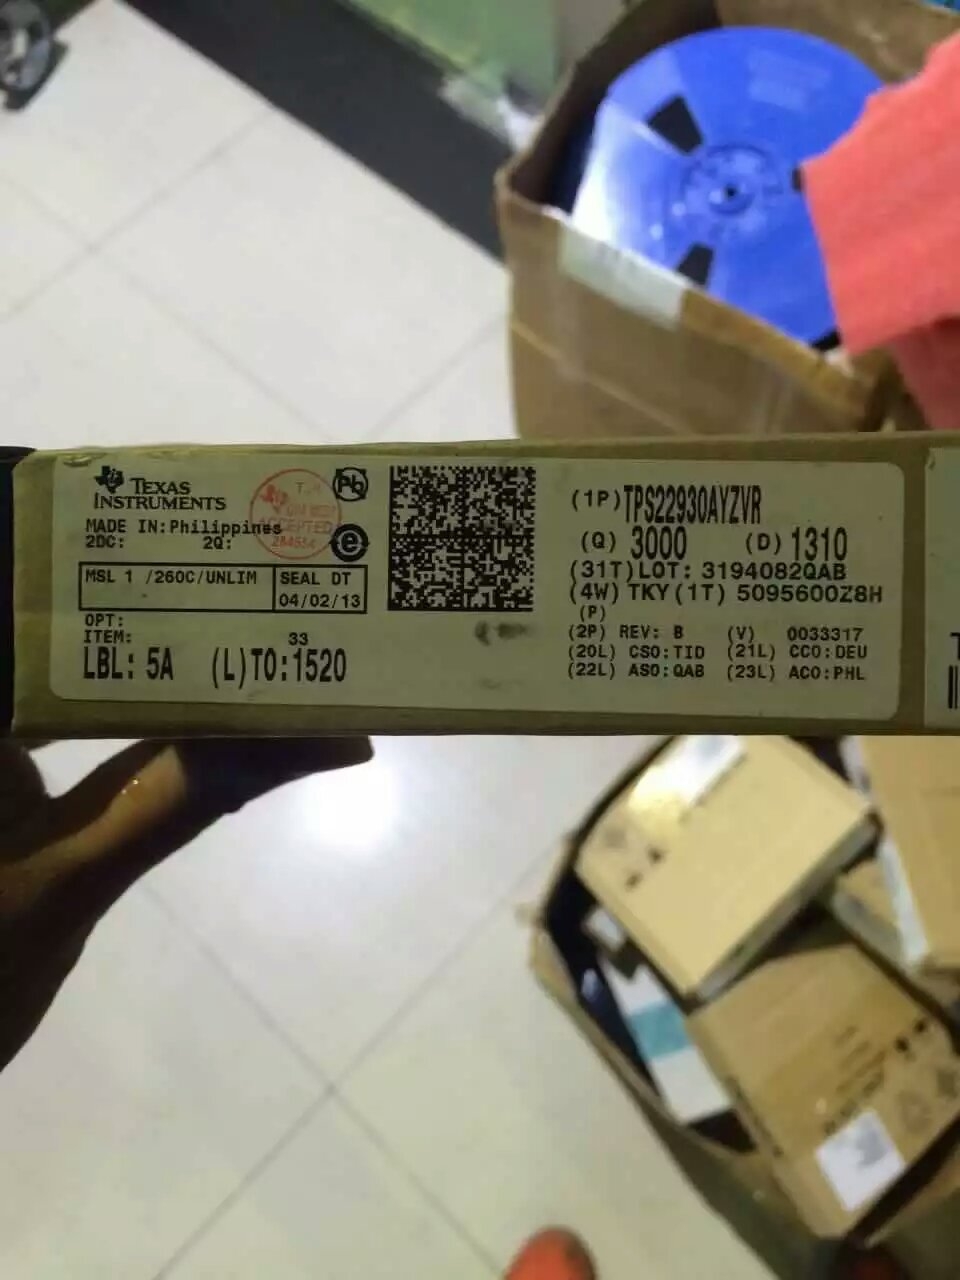 TEXAS
INSTRUMENTS
MADE IN:Philippines
2DC: 2Q:
MSL 1 /260C/UNLIM
SEAL DT
04/02/13
OPT:
ITEM: 33
LBL: 5A (L)TO:1520
Pb
e
ACCEPTED
(1P)TPS22930AYZVR
(Q) 3000 (D) 1310
(31T)LOT: 3194082QAB
(4W) TKY(1T) 5095600Z8H
(P)
(2P) REV: B (V) 0033317
(20L) CSO:TID (21L) CCO:DEU
(22L) ASO:QAB (23L) ACO:PHL